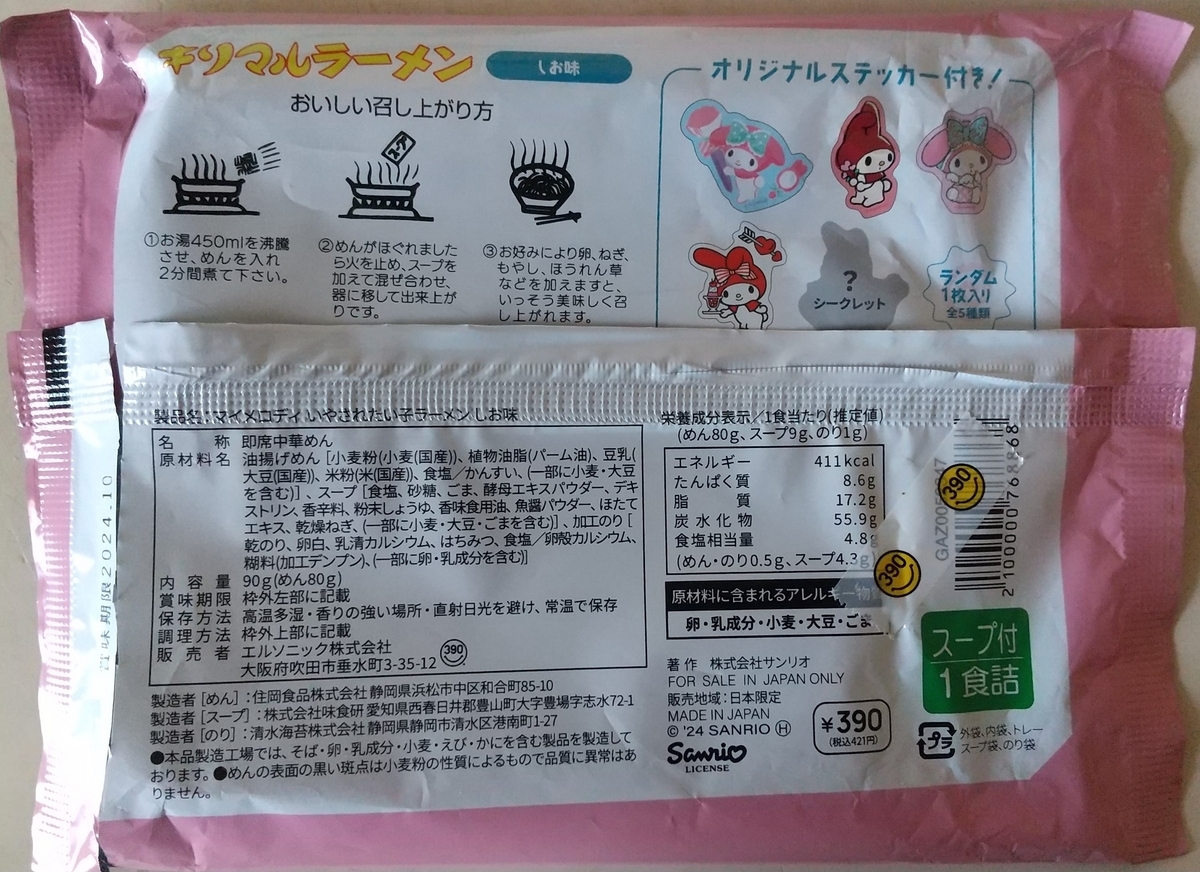 キリマルラーメン
しお味
おいしい召し上がり方
スープ
①お湯450mlを沸騰
させ、めんを入れ
2分間煮て下さい。
②めんがほぐれました
ら火を止め、スープを
加えて混ぜ合わせ、
器に移して出来上が
りです。
③お好みにより卵、ねぎ、
もやし、ほうれん草
などを加えますと、
いっそう美味しく召
し上がれます。
オリジナルステッカー付き!
?
シークレット
ランダム
1枚入り
全5種類
賞味期限2024.10
製品名:マイメロディ いやされたい子ラーメン しお味
名称 即席中華めん
原材料名 油揚げめん [小麦粉(小麦(国産))、植物油脂(パーム油)、豆乳(
大豆(国産))、米粉(米(国産))、食塩/かんすい、(一部に小麦・大豆
を含む)] 、スープ [食塩、砂糖、ごま、酵母エキスパウダー、デキ
ストリン、香辛料、粉末しょうゆ、香味食用油、魚醤パウダー、ほたて
エキス、乾燥ねぎ、(一部に小麦・大豆・ごまを含む)] 、加工のり [
乾のり、卵白、乳清カルシウム、はちみつ、食塩/卵殻カルシウム、
糊料(加工デンプン)、(一部に卵・乳成分を含む)]
内容量 90g(めん80g)
賞味期限 枠外左部に記載
保存方法 高温多湿・香りの強い場所・直射日光を避け、常温で保存
調理方法 枠外上部に記載
販売者 エルソニック株式会社
大阪府吹田市垂水町3-35-12
390
製造者 [めん] :住岡食品株式会社 静岡県浜松市中区和合町85-10
製造者 [スープ] :株式会社味食研 愛知県西春日井郡豊山町大字豊場字志水72-1
製造者 [のり] :清水海苔株式会社 静岡県静岡市清水区港南町1-27
●本品製造工場では、そば・卵・乳成分・小麦・えび・かにを含む製品を製造して
おります。●めんの表面の黒い斑点は小麦粉の性質によるもので品質に異常はあ
りません。
栄養成分表示/1食当たり(推定値)
(めん80g、スープ9g、のり1g)
エネルギー 411kcal
たんぱく質 8.6g
脂質 17.2g
炭水化物 55.9g
食塩相当量 4.8g
(めん・のり0.5g、スープ4.3g)
原材料に含まれるアレルギー物
卵・乳成分・小麦・大豆・ごま
著作 株式会社サンリオ
FOR SALE IN JAPAN ONLY
販売地域:日本限定
MADE IN JAPAN
© '24 SANRIO Ⓗ
Sanrio
LICENSE
¥390
(税込421円)
390
390
2100000768868
スープ付
1食詰
プラ
外袋、内袋、トレー
スープ袋、のり袋